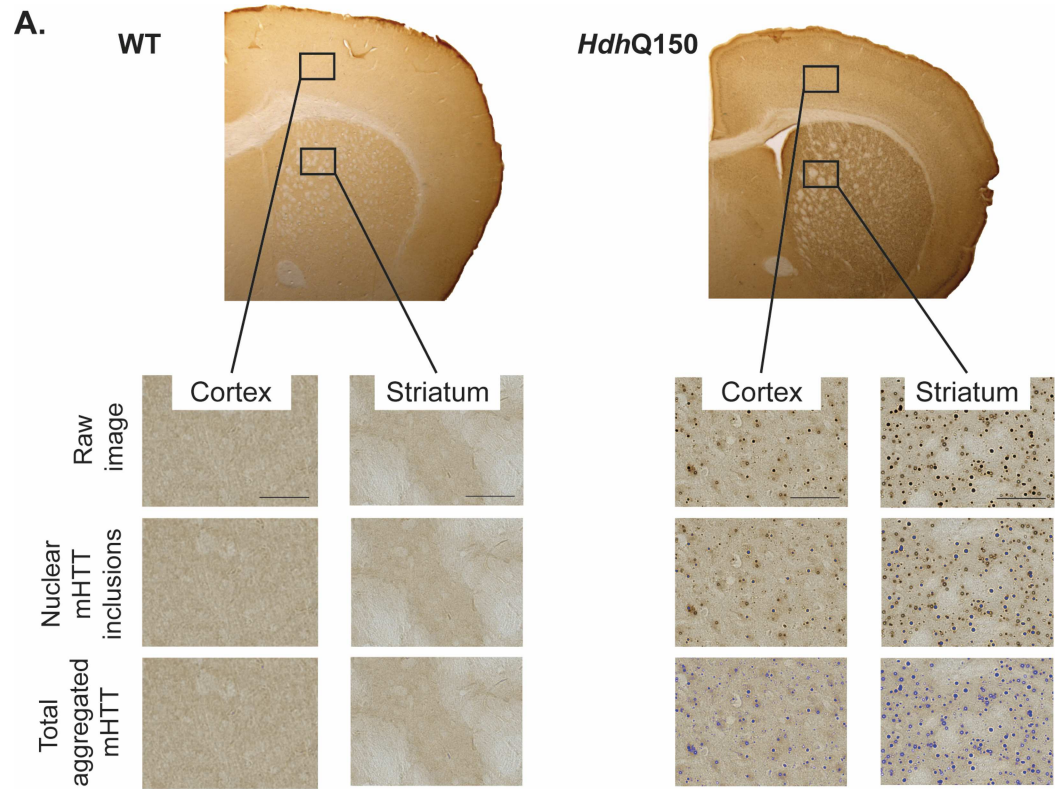 A.
WT
HdhQ150
Cortex
Striatum
Cortex
Striatum
Raw
image
Nuclear
mHTT
inclusions
Total
aggregated
mHTT